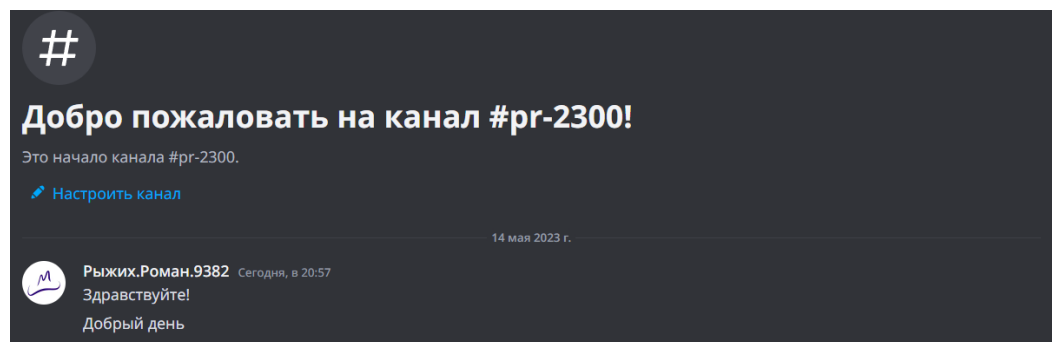 #
Добро пожаловать на канал #pr-2300!
Это начало канала #pr-2300.
Настроить канал
14 мая 2023 г.
Рыжих.Роман.9382 Сегодня, в 20:57
Здравствуйте!
Добрый день